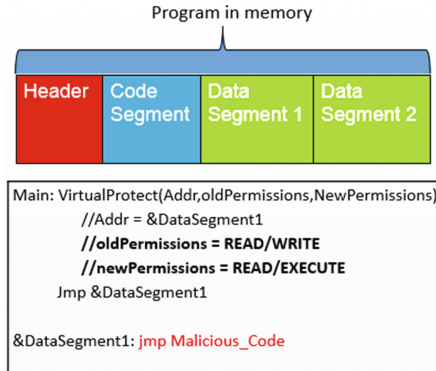 Program in memory
Header
Code
Segment
Data
Segment 1
Data
Segment 2
Main: VirtualProtect(Addr,oldPermissions,NewPermissions)
//Addr = &DataSegment1
//oldPermissions = READ/WRITE
//newPermissions = READ/EXECUTE
Jmp &DataSegment1
&DataSegment1: jmp Malicious_Code